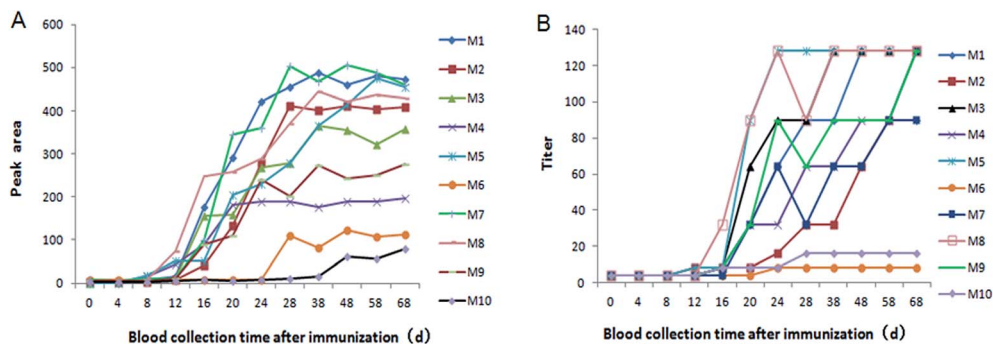 A
Peak area
600
500
400
300
200
100
0
0 4 8 12 16 20 24 28 38 48 58 68
Blood collection time after immunization (d)
M1
M2
M3
M4
M5
M6
M7
M8
M9
M10
B
Titer
140
120
100
80
60
40
20
0
0 4 8 12 16 20 24 28 38 48 58 68
Blood collection time after immunization (d)
M1
M2
M3
M4
M5
M6
M7
M8
M9
M10